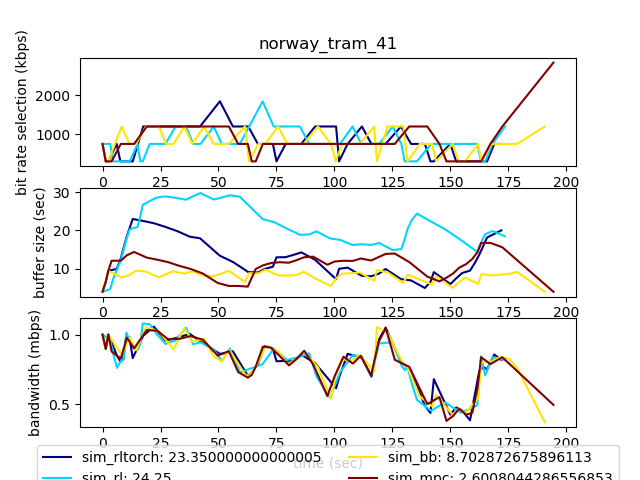 norway_tram_41
bit rate selection (kbps)
2000
1000
0 25 50 75 100 125 150 175 200
buffer size (sec)
30
20
10
0 25 50 75 100 125 150 175 200
bandwidth (mbps)
1.0
0.5
0 25 50 75 100 125 150 175 200
time (sec)
sim_rltorch: 23.350000000000005
sim_rl: 24.25
sim_bb: 8.702872675896113
sim_mpc: 2.6008044286556853